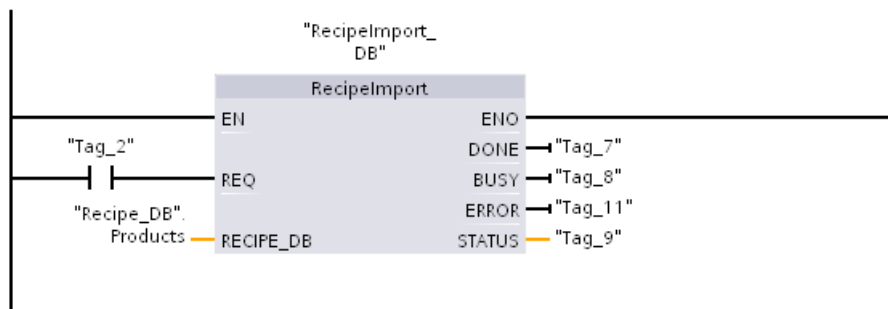 "RecipeImport_
DB"
RecipeImport
EN
ENO
"Tag_2"
DONE
"Tag_7"
REQ
BUSY
"Tag_8"
"Recipe_DB".
ERROR
"Tag_11"
Products
RECIPE_DB
STATUS
"Tag_9"